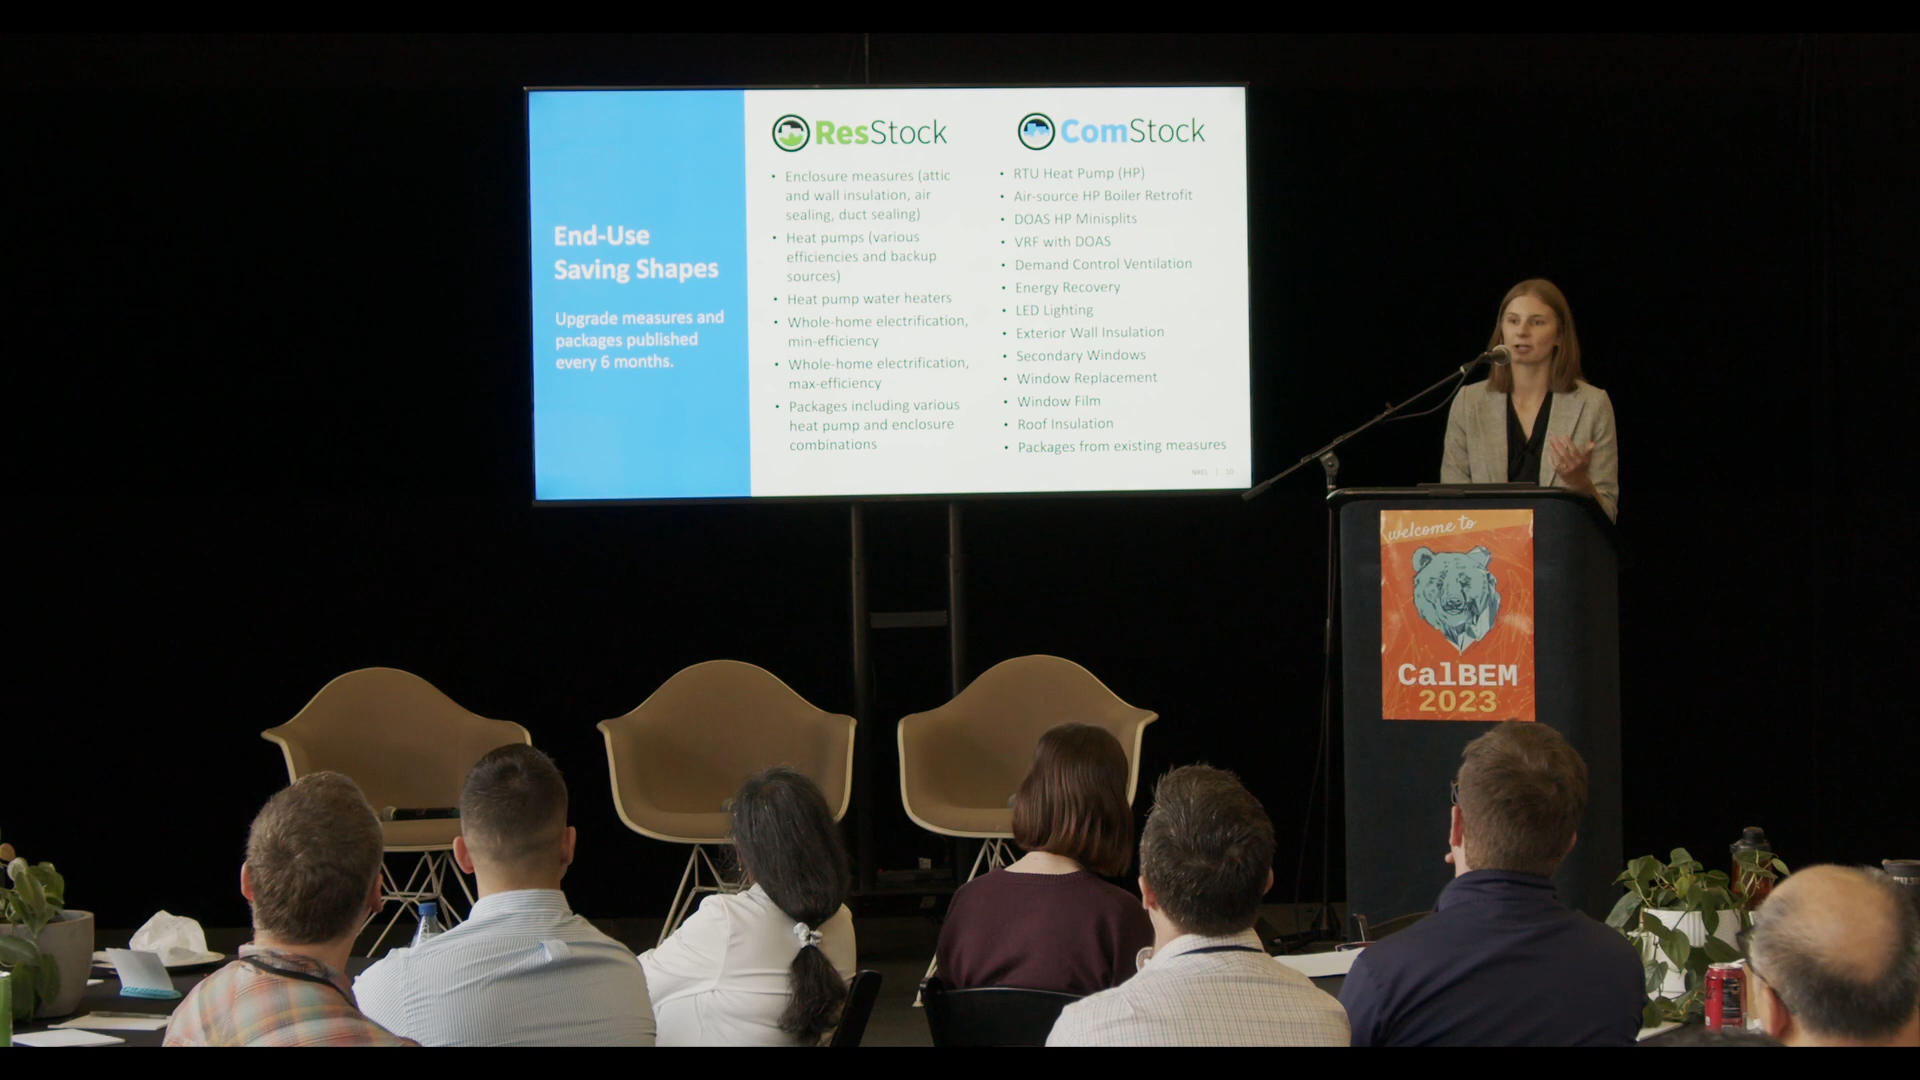 End-Use
Saving Shapes
Upgrade measures and
packages published
every 6 months.
ResStock
• Enclosure measures (attic
and wall insulation, air
sealing, duct sealing)
• Heat pumps (various
efficiencies and backup
sources)
• Heat pump water heaters
• Whole-home electrification,
min-efficiency
• Whole-home electrification,
max-efficiency
• Packages including various
heat pump and enclosure
combinations
ComStock
• RTU Heat Pump (HP)
• Air-source HP Boiler Retrofit
• DOAS HP Minisplits
• VRF with DOAS
• Demand Control Ventilation
• Energy Recovery
• LED Lighting
• Exterior Wall Insulation
• Secondary Windows
• Window Replacement
• Window Film
• Roof Insulation
• Packages from existing measures
NREL | 10
welcome to
CalBEM
2023